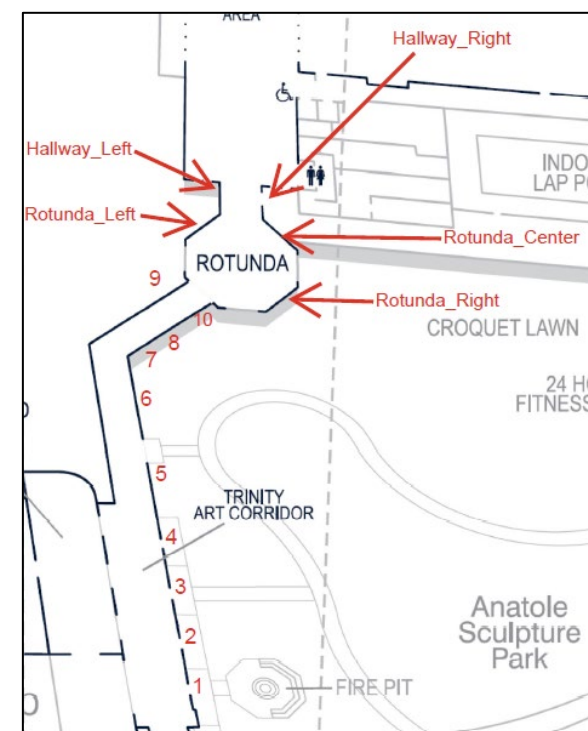 AREA
Hallway_Right
Hallway_Left
INDO
LAP PO
Rotunda_Left
Rotunda_Center
ROTUNDA
9
Rotunda_Right
10
CROQUET LAWN
8
7
24 H
FITNESS
6
5
TRINITY
ART CORRIDOR
4
3
Anatole
Sculpture
Park
2
1
FIRE PIT